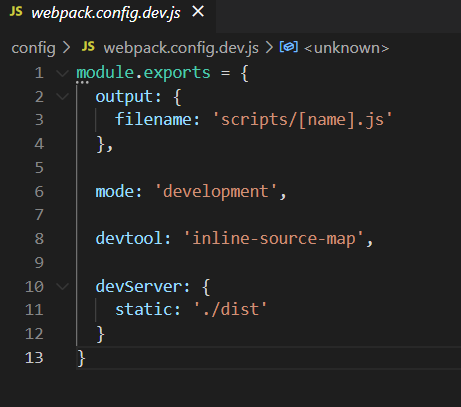 JS webpack.config.dev.js ×
config > JS webpack.config.dev.js > <unknown>
1 module.exports = {
2   output: {
3     filename: 'scripts/[name].js'
4   },
5
6   mode: 'development',
7
8   devtool: 'inline-source-map',
9
10   devServer: {
11     static: './dist'
12   }
13 }